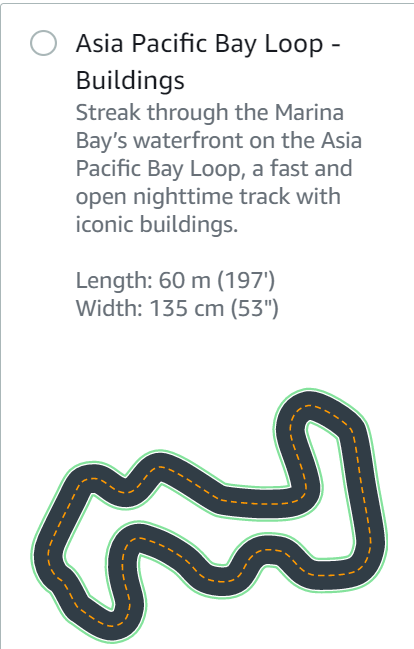 Asia Pacific Bay Loop -
Buildings
Streak through the Marina
Bay’s waterfront on the Asia
Pacific Bay Loop, a fast and
open nighttime track with
iconic buildings.
Length: 60 m (197')
Width: 135 cm (53")